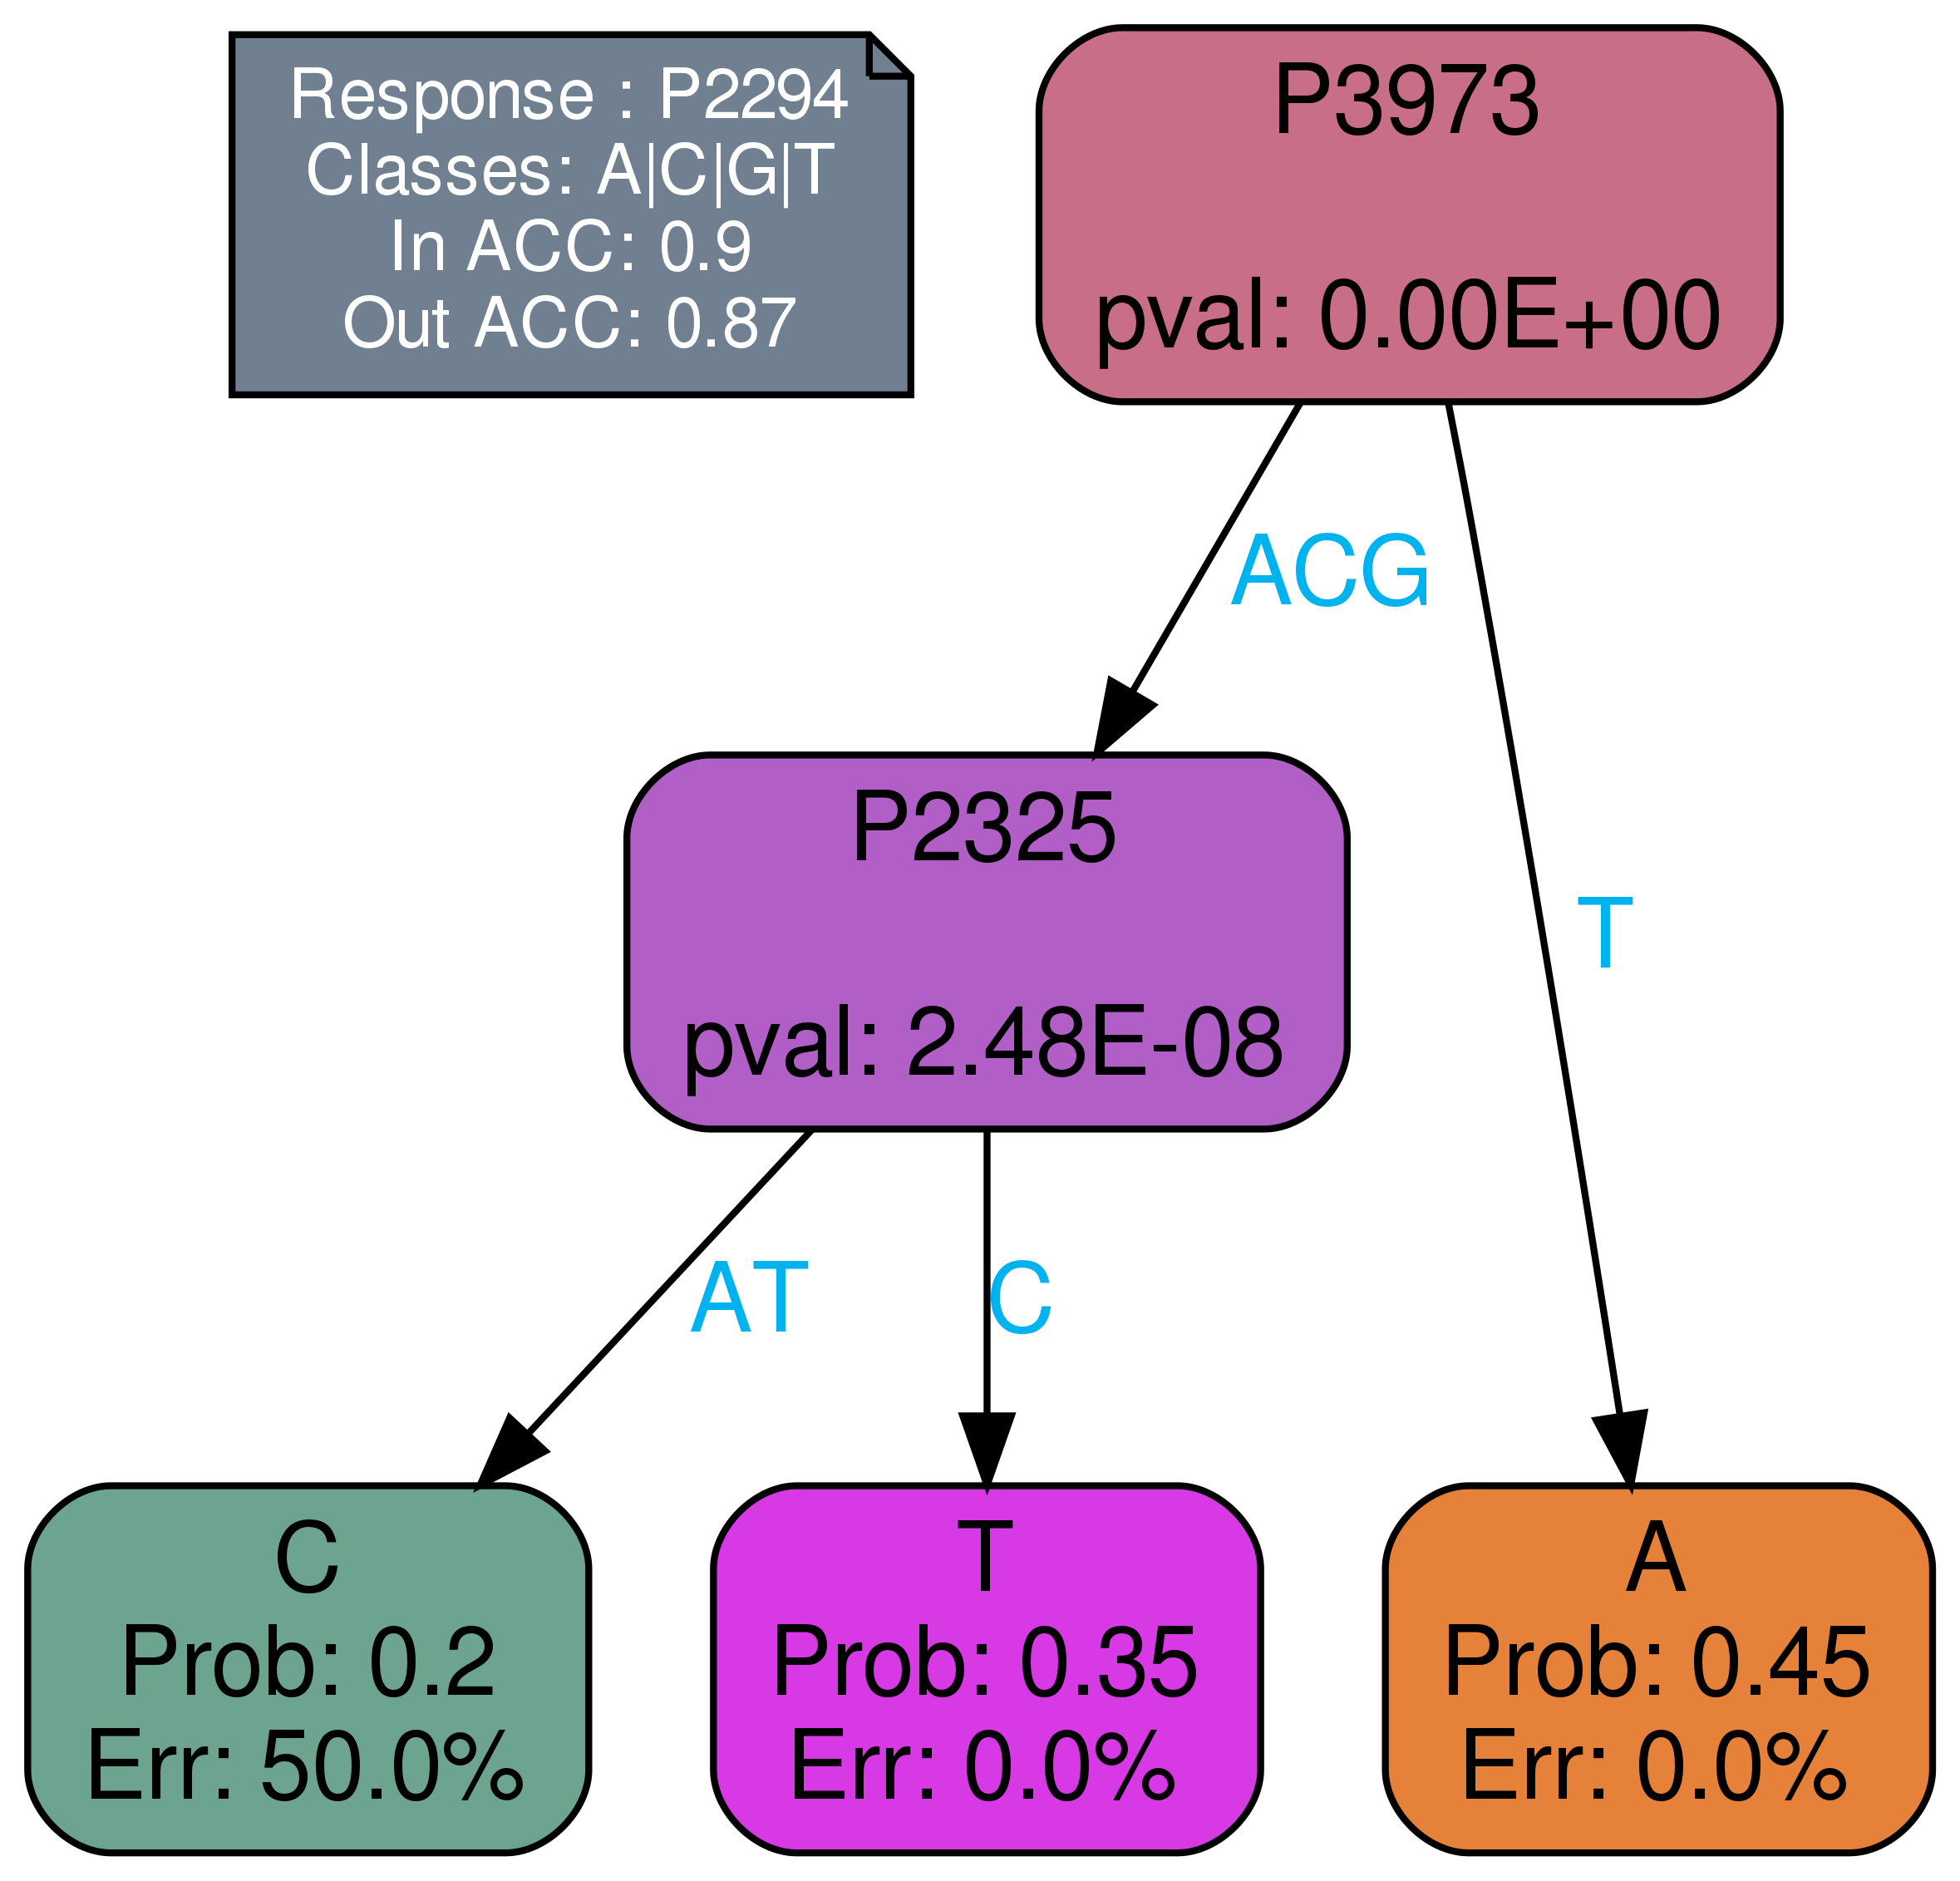 Response : P2294
Classes: A|C|G|T
In ACC: 0.9
Out ACC: 0.87
P3973
pval: 0.00E+00
ACG
T
P2325
pval: 2.48E-08
AT
C
C
Prob: 0.2
Err: 50.0%
T
Prob: 0.35
Err: 0.0%
A
Prob: 0.45
Err: 0.0%